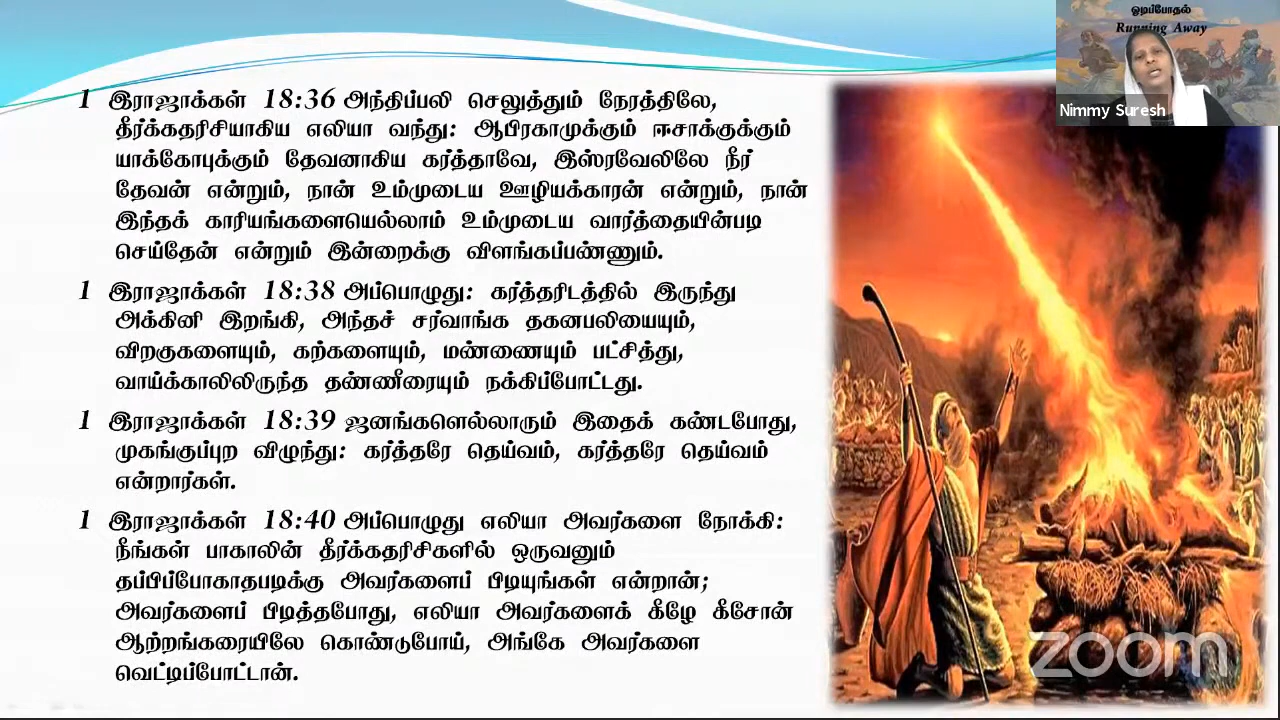 ஓடிப்போதல்
Running Away
Nimmy Suresh
1 இராஜாக்கள் 18:36 அந்திப்பலி செலுத்தும் நேரத்திலே,
தீர்க்கதரிசியாகிய எலியா வந்து: ஆபிரகாமுக்கும் ஈசாக்குக்கும்
யாக்கோபுக்கும் தேவனாகிய கர்த்தாவே, இஸ்ரவேலிலே நீர்
தேவன் என்றும், நான் உம்முடைய ஊழியக்காரன் என்றும், நான்
இந்தக் காரியங்களையெல்லாம் உம்முடைய வார்த்தையின்படி
செய்தேன் என்றும் இன்றைக்கு விளங்கப்பண்ணும்.
1 இராஜாக்கள் 18:38 அப்பொழுது: கர்த்தரிடத்தில் இருந்து
அக்கினி இறங்கி, அந்தச் சர்வாங்க தகனபலியையும்,
விறகுகளையும், கற்களையும், மண்ணையும் பட்சித்து,
வாய்க்காலிலிருந்த தண்ணீரையும் நக்கிப்போட்டது.
1 இராஜாக்கள் 18:39 ஜனங்களெல்லாரும் இதைக் கண்டபோது,
முகங்குப்புற விழுந்து: கர்த்தரே தெய்வம், கர்த்தரே தெய்வம்
என்றார்கள்.
1 இராஜாக்கள் 18:40 அப்பொழுது எலியா அவர்களை நோக்கி:
நீங்கள் பாகாலின் தீர்க்கதரிசிகளில் ஒருவனும்
தப்பிப்போகாதபடிக்கு அவர்களைப் பிடியுங்கள் என்றான்;
அவர்களைப் பிடித்தபோது, எலியா அவர்களைக் கீழே கீசோன்
ஆற்றங்கரையிலே கொண்டுபோய், அங்கே அவர்களை
வெட்டிப்போட்டான்.
zoom